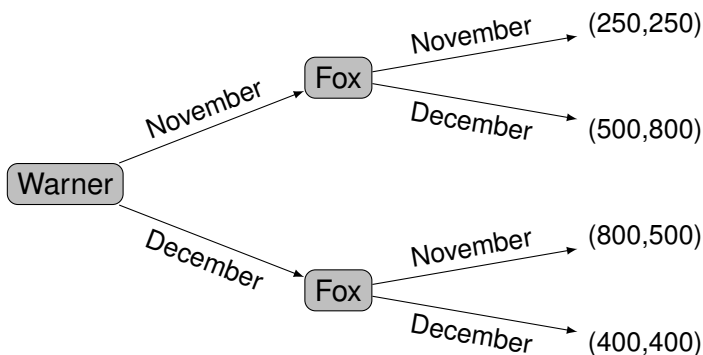 November
(250,250)
Fox
November
December
(500,800)
Warner
December
November
(800,500)
Fox
December
(400,400)